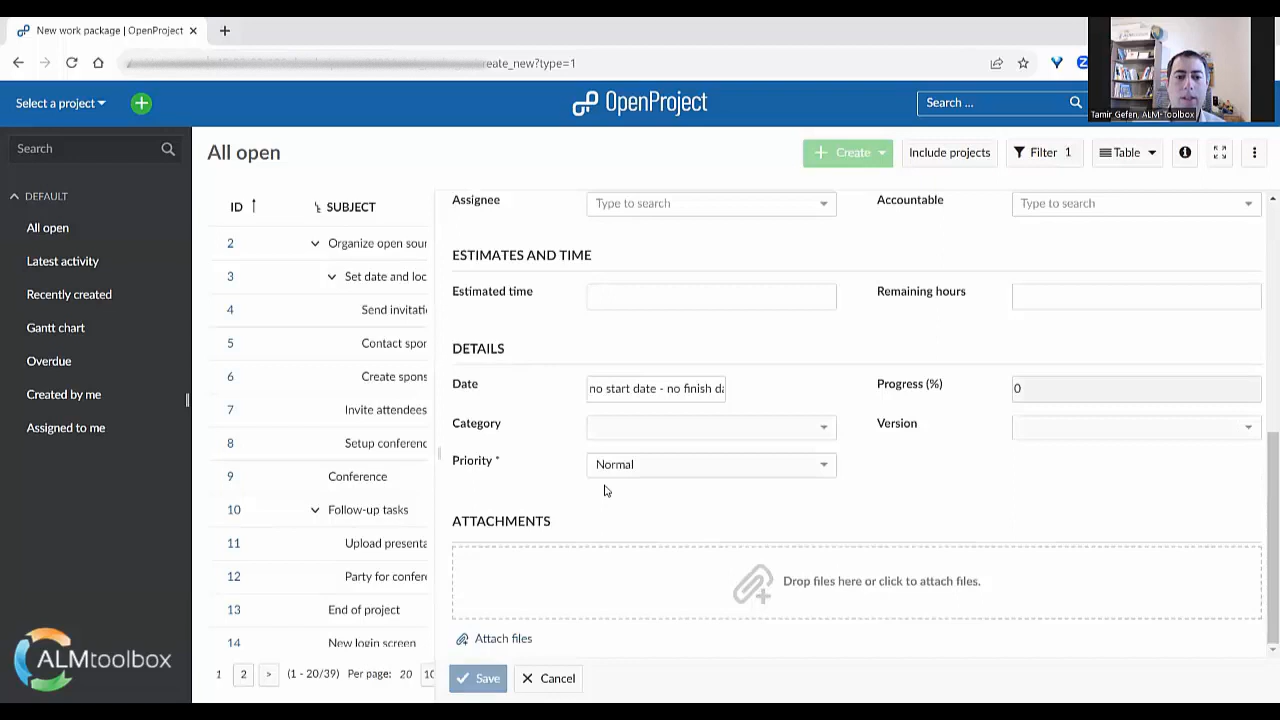 New work package | OpenProject
create_new?type=1
Tamir Gefen, ALM-Toolbox
Select a project
OpenProject
Search ...
Search
All open
Create
Include projects
Filter 1
Table
DEFAULT
All open
Latest activity
Recently created
Gantt chart
Overdue
Created by me
Assigned to me
ID
SUBJECT
2 Organize open sour
3 Set date and loc
4 Send invitati
5 Contact spor
6 Create spons
7 Invite attendees
8 Setup conferenc
9 Conference
10 Follow-up tasks
11 Upload presenta
12 Party for confer
13 End of project
14 New login screen
1 2 > (1 - 20/39) Per page: 20 10
Assignee
Type to search
Accountable
Type to search
ESTIMATES AND TIME
Estimated time
Remaining hours
DETAILS
Date
no start date - no finish da
Progress (%)
0
Category
Version
Priority *
Normal
ATTACHMENTS
Drop files here or click to attach files.
Attach files
Save
Cancel
ALMtoolbox